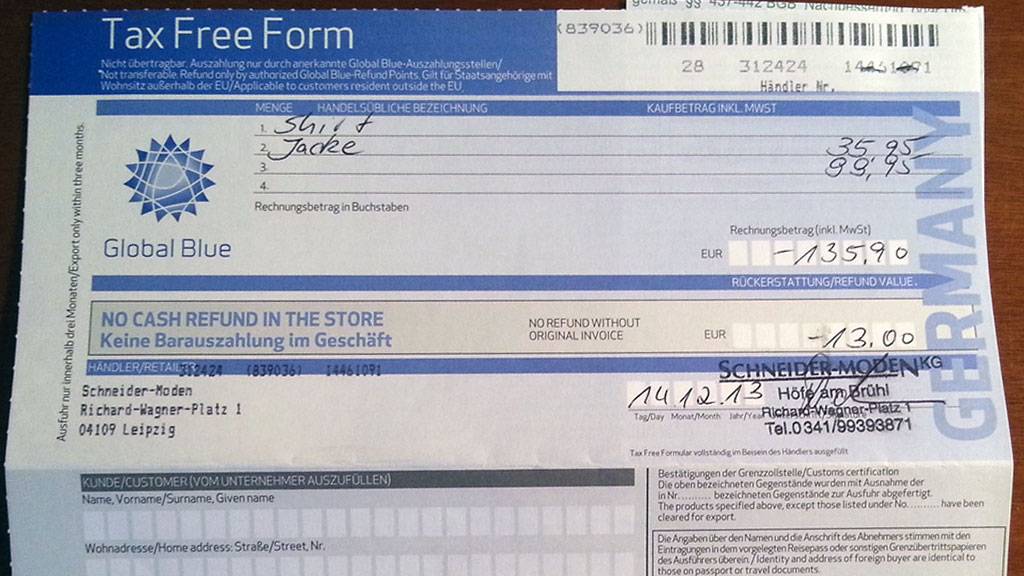 Tax Free Form
Nicht übertragbar. Auszahlung nur durch anerkannte Global Blue-Auszahlungsstellen/
Not transferable. Refund only by authorized Global Blue-Refund Points. Gilt für Staatsangehörige mit
Wohnsitz außerhalb der EU/Applicable to customers resident outside the EU.
gemäß §§ 437-442 BGB
(839036)
28 312424 14461091
Händler Nr.
MENGE HANDELSÜBLICHE BEZEICHNUNG KAUFBETRAG INKL. MWST
1. Shirt
2. Jacke 35,95
3. 99,95
4.
Rechnungsbetrag in Buchstaben
Global Blue
Ausfuhr nur innerhalb drei Monaten/Export only within three months.
Rechnungsbetrag (inkl. MwSt)
EUR -135,90
RÜCKERSTATTUNG/REFUND VALUE.
NO CASH REFUND IN THE STORE
Keine Barauszahlung im Geschäft
NO REFUND WITHOUT
ORIGINAL INVOICE
EUR -13.00
GERMANY
HÄNDLER/RETAILER 312424 (839036) 14461091
Schneider-Moden
Richard-Wagner-Platz 1
04109 Leipzig
SCHNEIDER-MODEN KG
14 12 13 Höfe am Brühl
Tag/Day Monat/Month Jahr/Year
Richard-Wagner-Platz 1
Tel.0341/99393871
Tax Free Formular vollständig im Beisein des Händlers ausgefüllt
KUNDE/CUSTOMER (VOM UNTERNEHMER AUSZUFÜLLEN)
Name, Vorname/Surname, Given name
Wohnadresse/Home address: Straße/Street, Nr.
Bestätigungen der Grenzzollstelle/Customs certification
Die oben bezeichneten Gegenstände wurden mit Ausnahme der
in Nr.......... bezeichneten Gegenstände zur Ausfuhr abgefertigt.
The products specified above, except those listed under No.......... have been
cleared for export.
Die Angaben über den Namen und die Anschrift des Abnehmers stimmen mit den
Eintragungen in dem vorgelegten Reisepass oder sonstigen Grenzübertrittspapieren
des Ausführers überein./ Identity and address of foreign buyer are identical to
those on passport or travel documents.